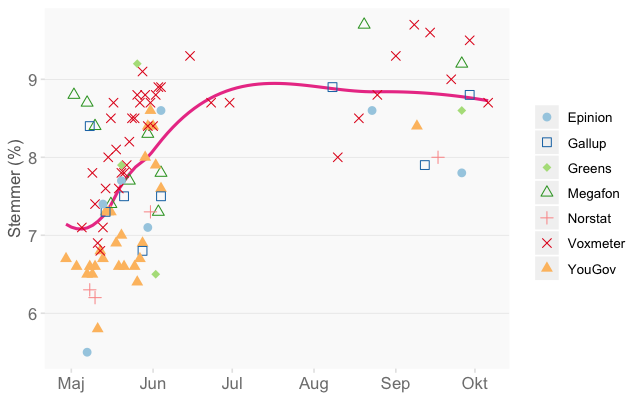 Stemmer (%)
9
8
7
6
Maj Jun Jul Aug Sep Okt
Epinion
Gallup
Greens
Megafon
Norstat
Voxmeter
YouGov